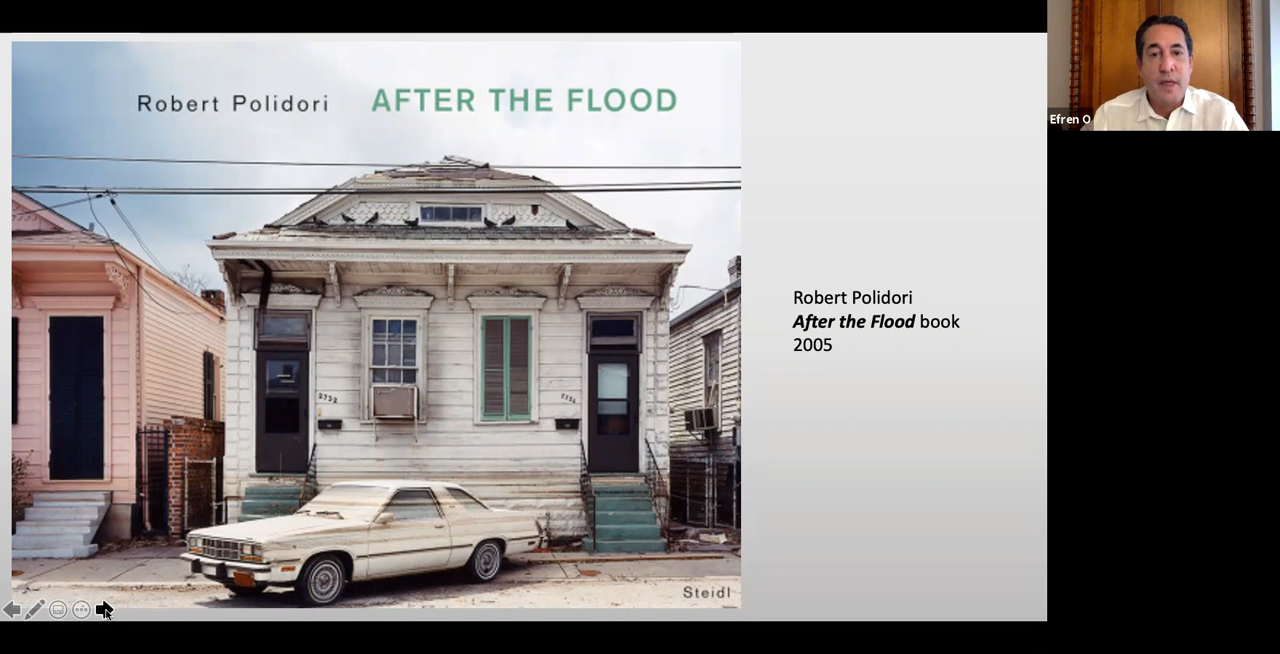 Robert Polidori AFTER THE FLOOD
Efren O
Robert Polidori
After the Flood book
2005
2732
Steidl